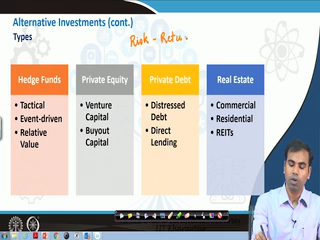 Alternative Investments (cont.)
Types
Risk - Retu
Hedge Funds
• Tactical
• Event-driven
• Relative
Value
Private Equity
• Venture
Capital
• Buyout
Capital
Private Debt
• Distressed
Debt
• Direct
Lending
Real Estate
• Commercial
• Residential
• REITs